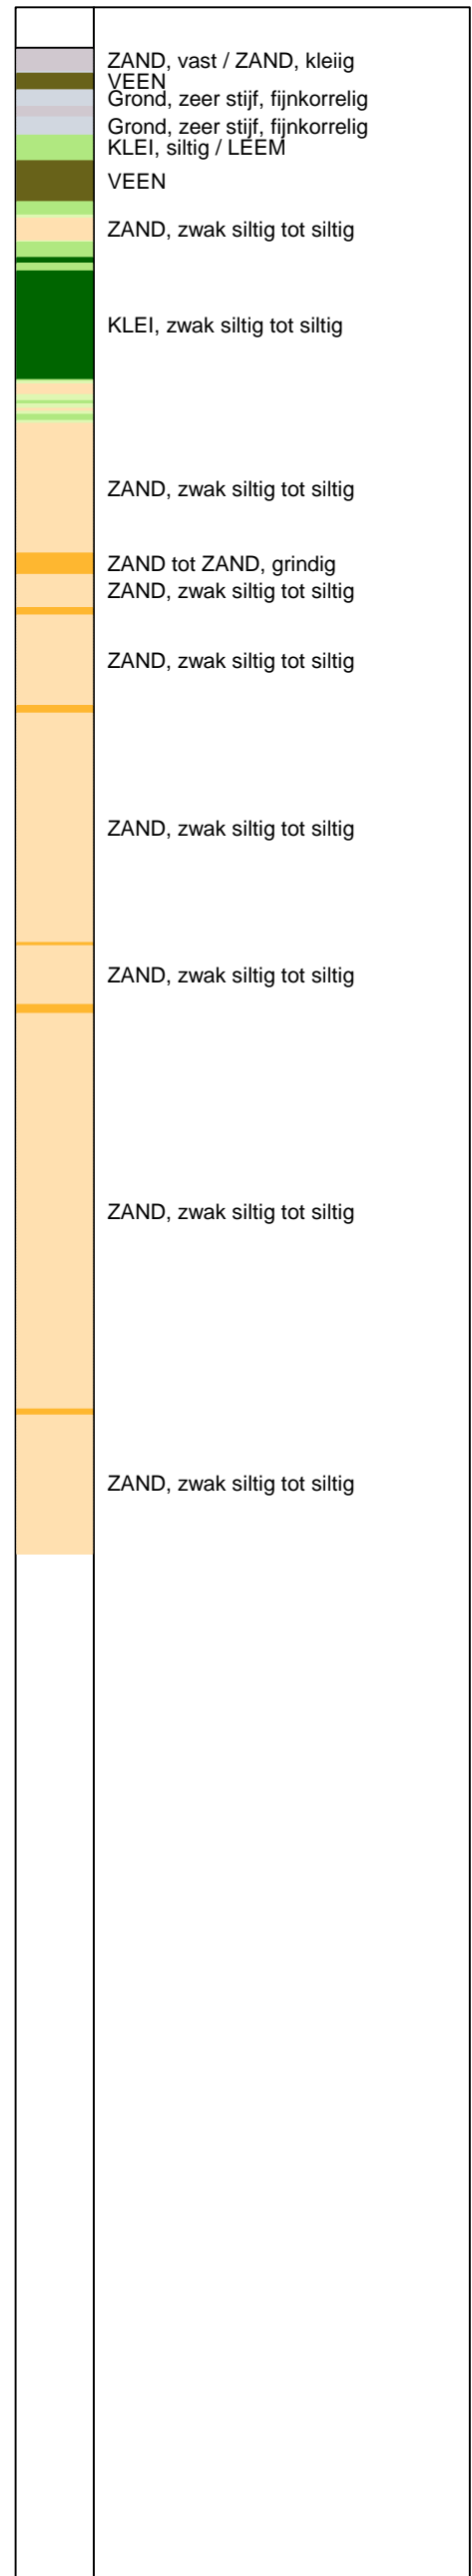 ZAND, vast / ZAND, kleiig
VEEN
Grond, zeer stijf, fijnkorrelig
Grond, zeer stijf, fijnkorrelig
KLEI, siltig / LEEM
VEEN
ZAND, zwak siltig tot siltig
KLEI, zwak siltig tot siltig
ZAND, zwak siltig tot siltig
ZAND tot ZAND, grindig
ZAND, zwak siltig tot siltig
ZAND, zwak siltig tot siltig
ZAND, zwak siltig tot siltig
ZAND, zwak siltig tot siltig
ZAND, zwak siltig tot siltig
ZAND, zwak siltig tot siltig